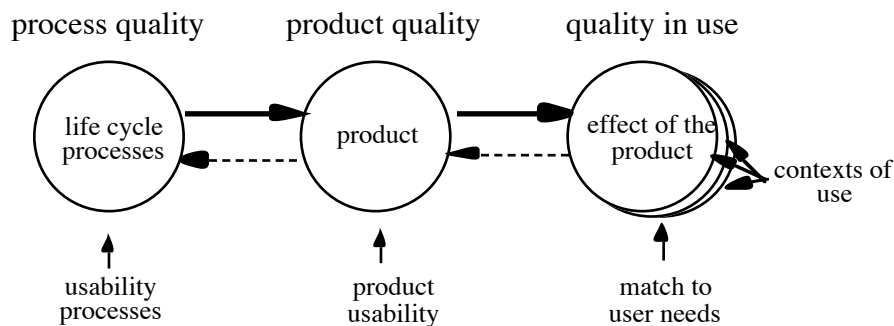 process quality
product quality
quality in use
life cycle
processes
product
effect of the
product
contexts of
use
usability
processes
product
usability
match to
user needs